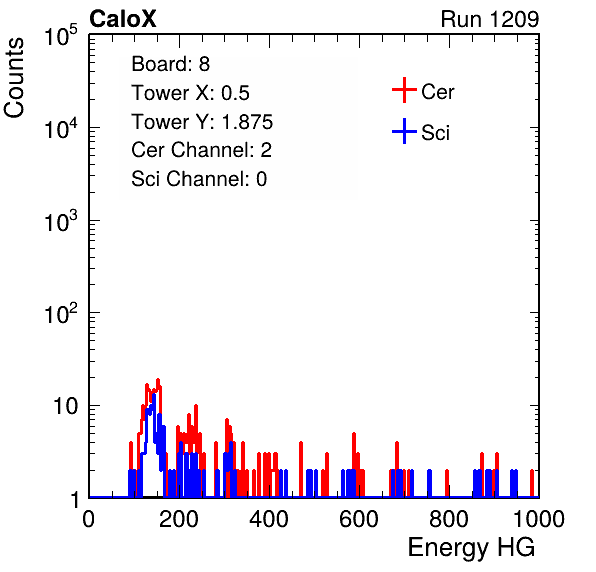 CaloX Run 1209
Counts
Board: 8
Tower X: 0.5
Tower Y: 1.875
Cer Channel: 2
Sci Channel: 0
Cer
Sci
10^5
10^4
10^3
10^2
10
1
0 200 400 600 800 1000
Energy HG